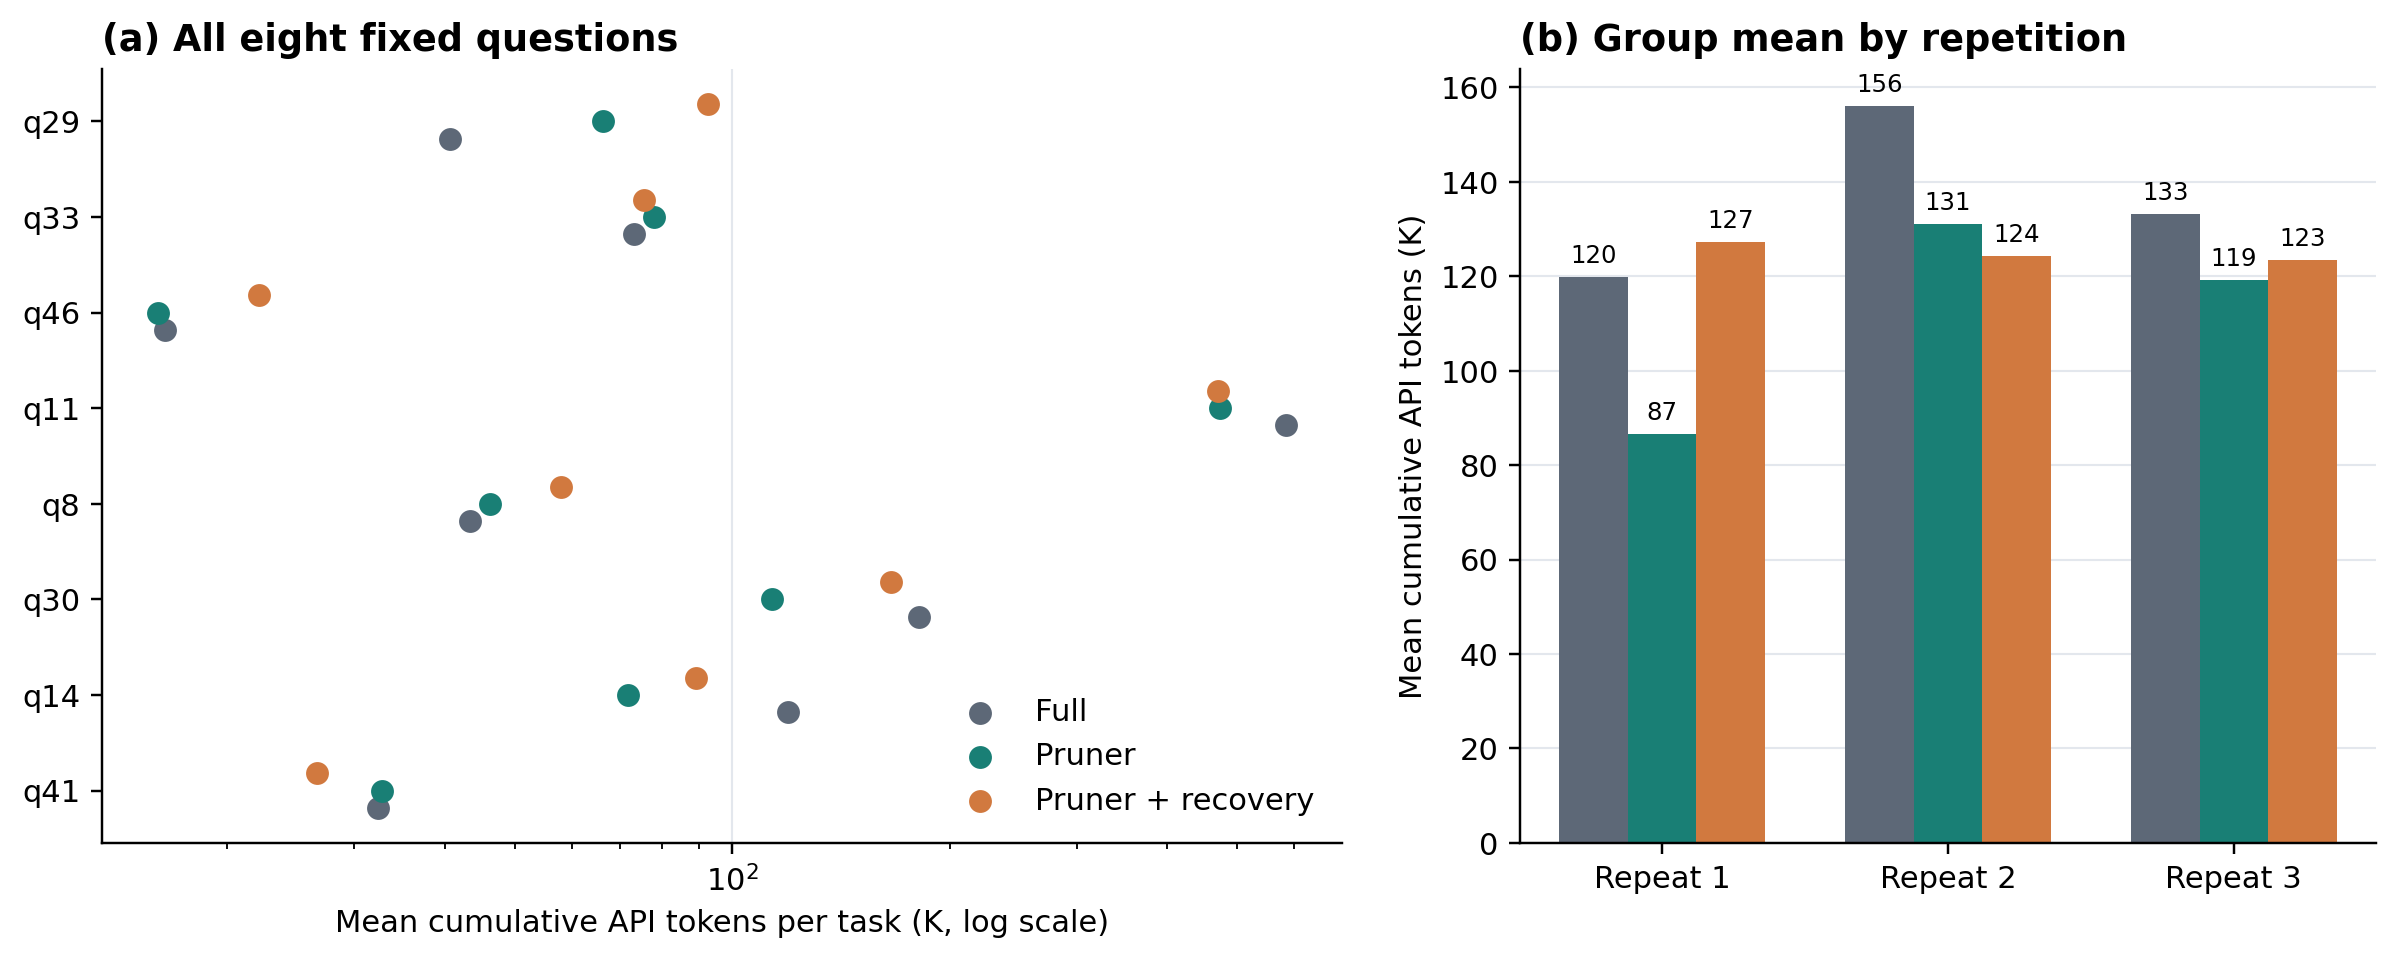 (a) All eight fixed questions
q29
q33
q46
q11
q8
q30
q14
q41
Full
Pruner
Pruner + recovery
10²
Mean cumulative API tokens per task (K, log scale)
(b) Group mean by repetition
Mean cumulative API tokens (K)
160
140
120
100
80
60
40
20
0
120
87
127
156
131
124
133
119
123
Repeat 1
Repeat 2
Repeat 3